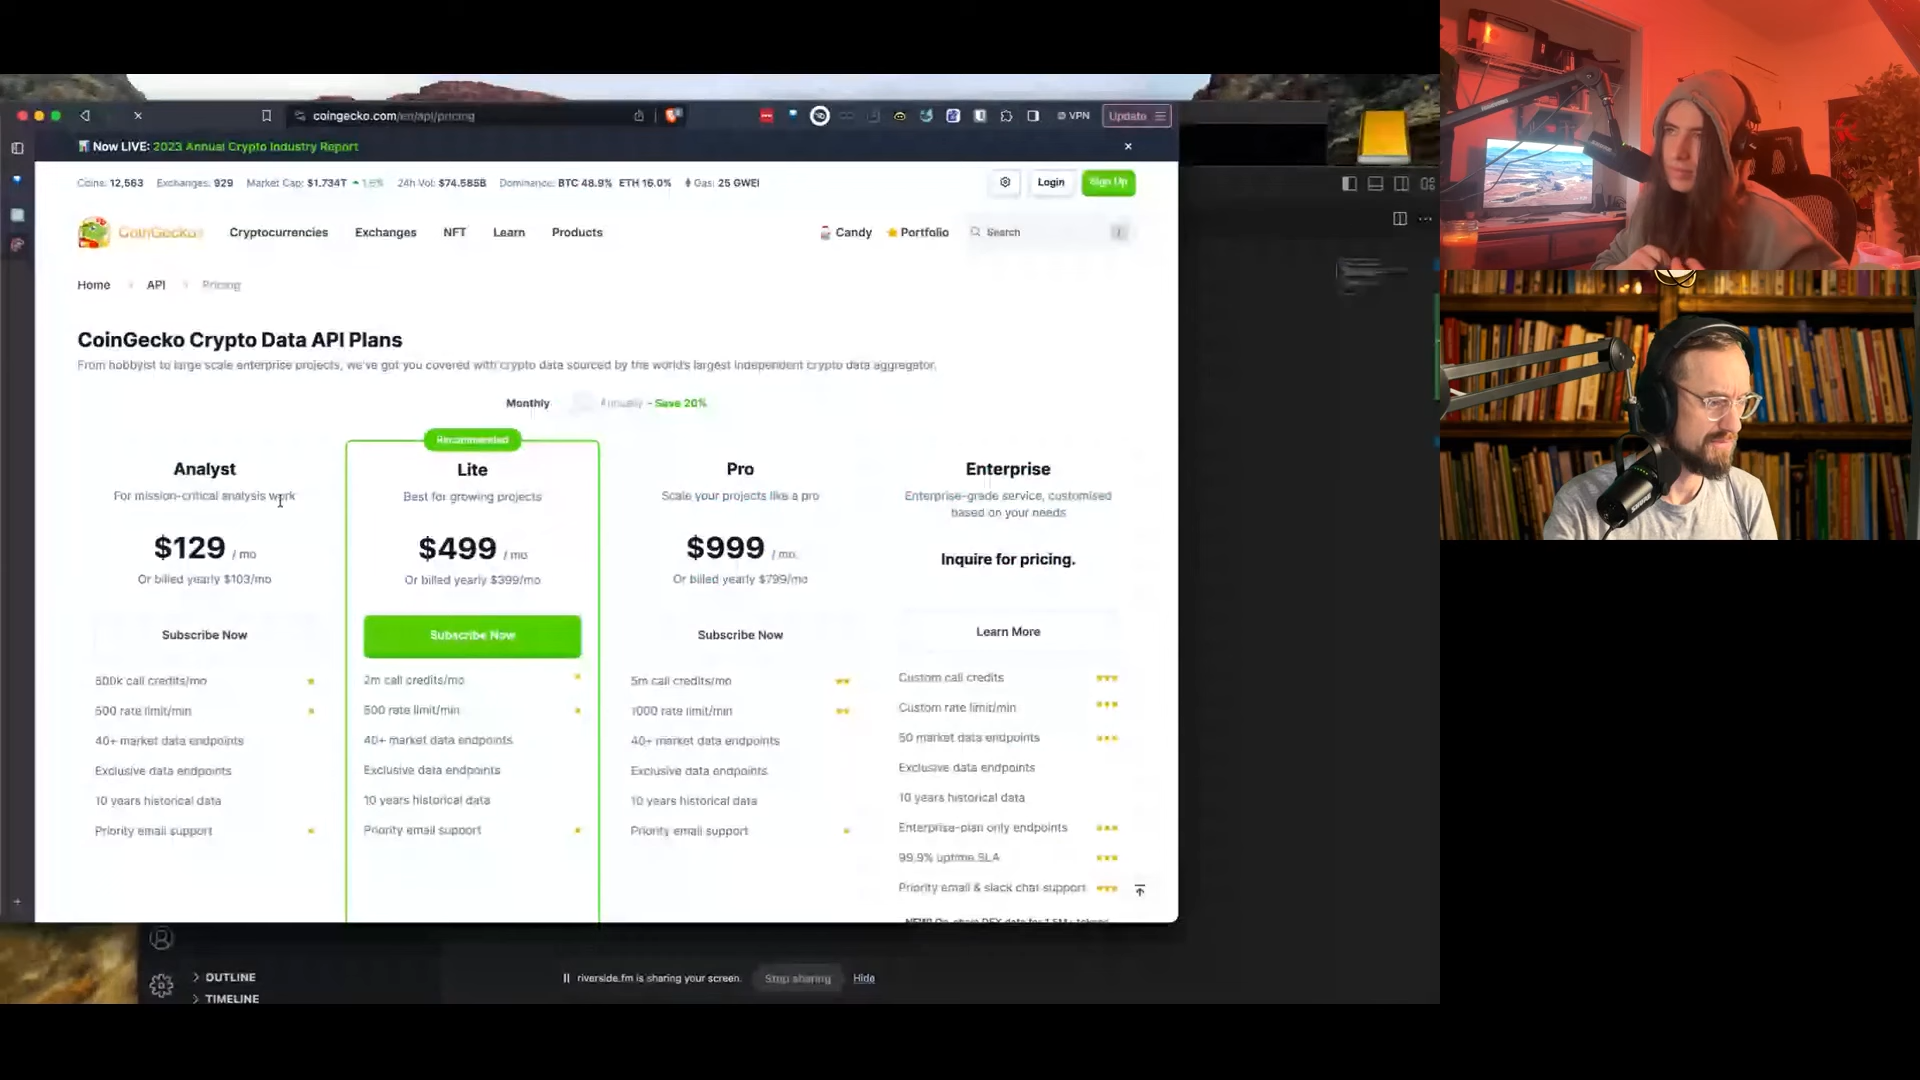 coingecko.com/en/api/pricing
VPN
Update
Now LIVE: 2023 Annual Crypto Industry Report
Coins: 12,563 Exchanges: 929 Market Cap: $1.734T 1.6% 24h Vol: $74.585B Dominance: BTC 48.9% ETH 16.0% Gas: 25 GWEI
Login
Sign Up
CoinGecko
Cryptocurrencies Exchanges NFT Learn Products
Candy Portfolio Search /
Home API Pricing
CoinGecko Crypto Data API Plans
From hobbyist to large scale enterprise projects, we've got you covered with crypto data sourced by the world's largest independent crypto data aggregator.
Monthly Annually - Save 20%
Analyst
For mission-critical analysis work
$129 / mo
Or billed yearly $103/mo
Subscribe Now
500k call credits/mo
500 rate limit/min
40+ market data endpoints
Exclusive data endpoints
10 years historical data
Priority email support
Recommended
Lite
Best for growing projects
$499 / mo
Or billed yearly $399/mo
Subscribe Now
2m call credits/mo
500 rate limit/min
40+ market data endpoints
Exclusive data endpoints
10 years historical data
Priority email support
Pro
Scale your projects like a pro
$999 / mo
Or billed yearly $799/mo
Subscribe Now
5m call credits/mo
1000 rate limit/min
40+ market data endpoints
Exclusive data endpoints
10 years historical data
Priority email support
Enterprise
Enterprise-grade service, customised
based on your needs
Inquire for pricing.
Learn More
Custom call credits
Custom rate limit/min
50 market data endpoints
Exclusive data endpoints
10 years historical data
Enterprise-plan only endpoints
99.9% uptime SLA
Priority email & slack chat support
OUTLINE
TIMELINE
riverside.fm is sharing your screen.
Stop sharing
Hide